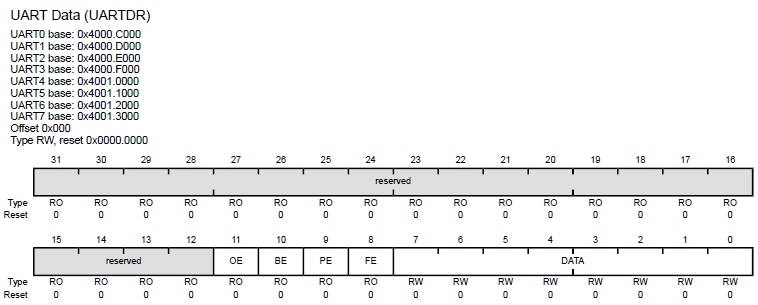 UART Data (UARTDR)
UART0 base: 0x4000.C000
UART1 base: 0x4000.D000
UART2 base: 0x4000.E000
UART3 base: 0x4000.F000
UART4 base: 0x4001.0000
UART5 base: 0x4001.1000
UART6 base: 0x4001.2000
UART7 base: 0x4001.3000
Offset 0x000
Type RW, reset 0x0000.0000
31 30 29 28 27 26 25 24 23 22 21 20 19 18 17 16
reserved
Type RO RO RO RO RO RO RO RO RO RO RO RO RO RO RO RO
Reset 0 0 0 0 0 0 0 0 0 0 0 0 0 0 0 0
15 14 13 12 11 10 9 8 7 6 5 4 3 2 1 0
reserved OE BE PE FE DATA
Type RO RO RO RO RO RO RO RO RW RW RW RW RW RW RW RW
Reset 0 0 0 0 0 0 0 0 0 0 0 0 0 0 0 0